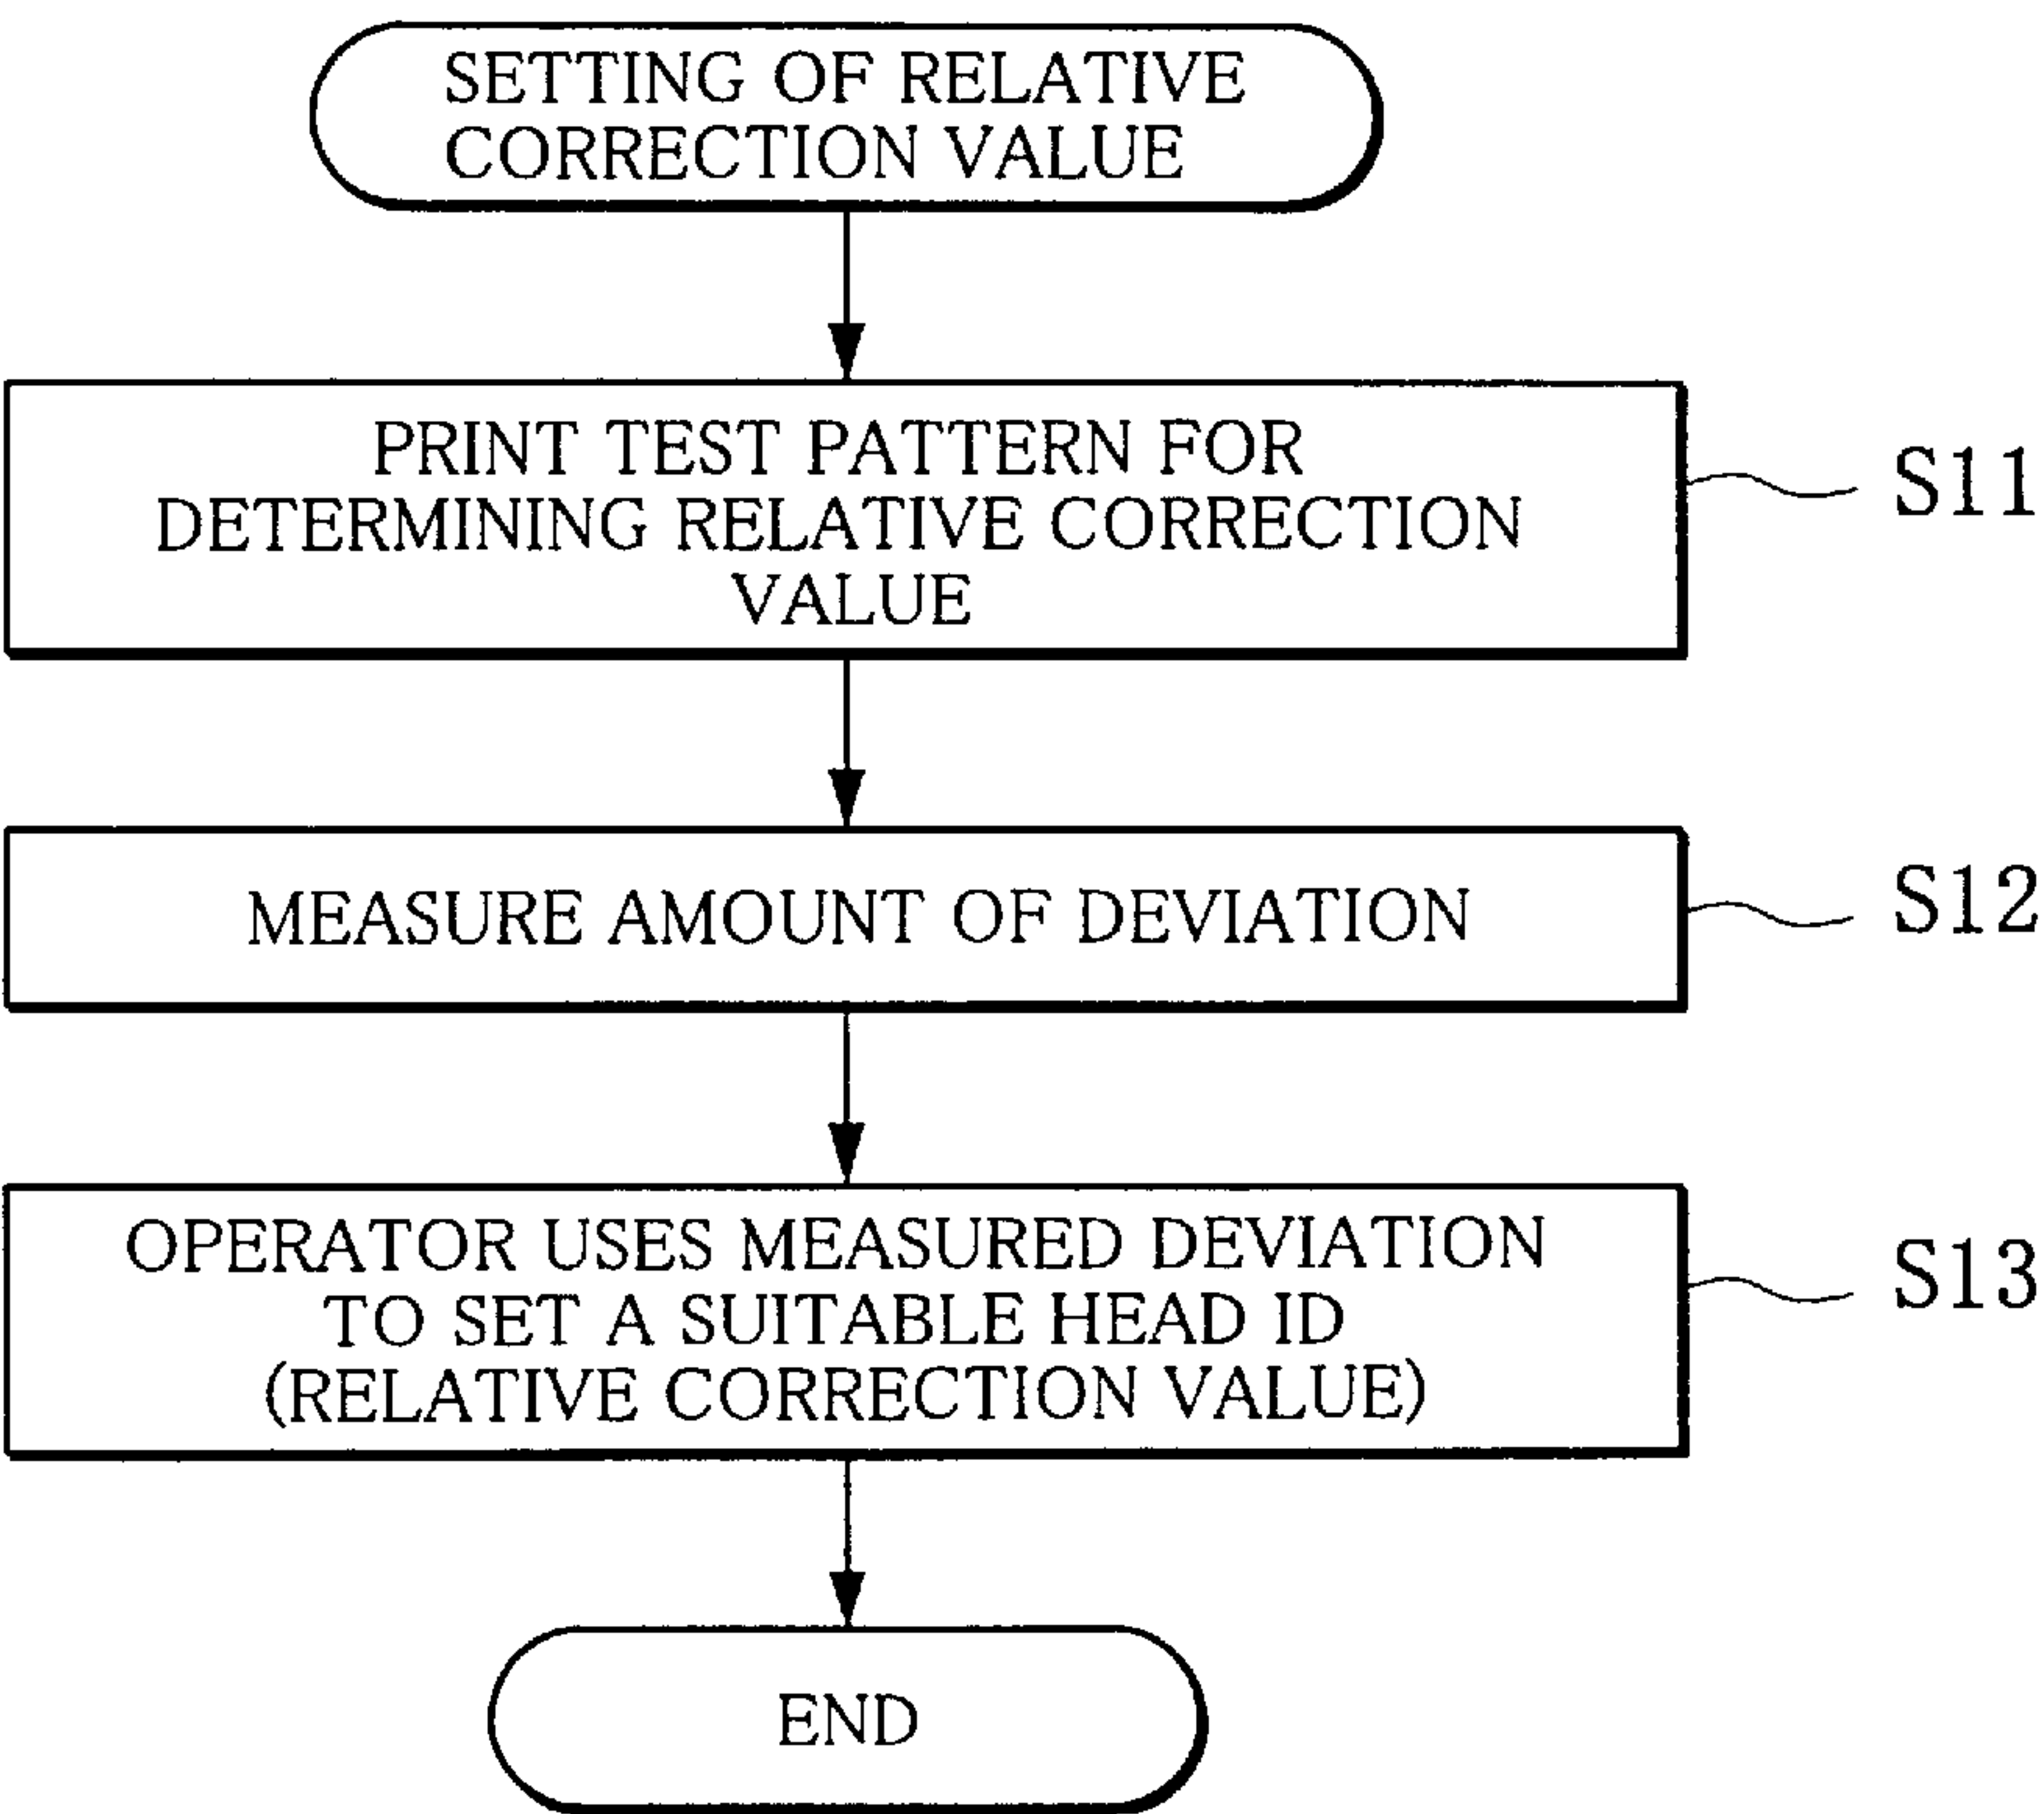 SETTING OF RELATIVE
CORRECTION VALUE
PRINT TEST PATTERN FOR
DETERMINING RELATIVE CORRECTION
VALUE
S11
MEASURE AMOUNT OF DEVIATION
S12
OPERATOR USES MEASURED DEVIATION
TO SET A SUITABLE HEAD ID
(RELATIVE CORRECTION VALUE)
S13
END